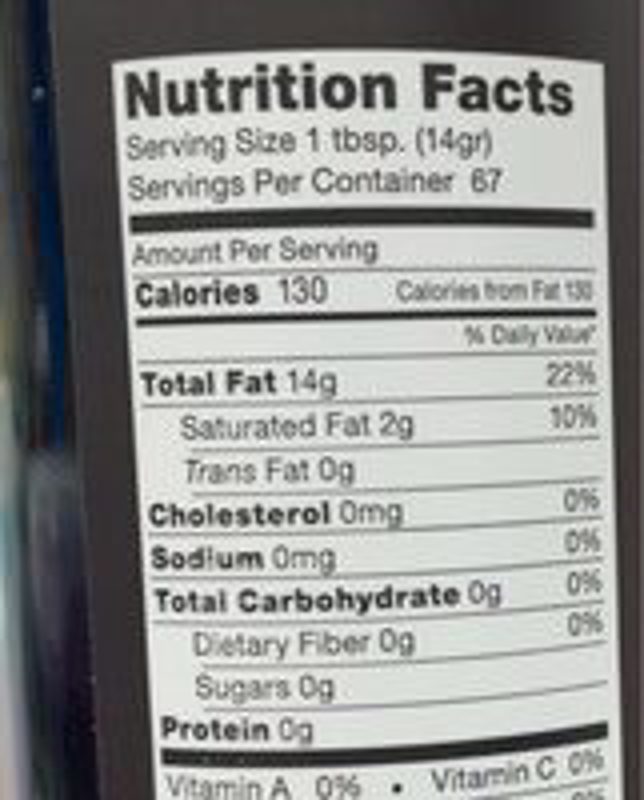 Nutrition Facts
Serving Size 1 tbsp. (14gr)
Servings Per Container 67
Amount Per Serving
Calories 130 Calories from Fat 130
% Daily Value*
Total Fat 14g 22%
Saturated Fat 2g 10%
Trans Fat 0g
Cholesterol 0mg 0%
Sodium 0mg 0%
Total Carbohydrate 0g 0%
Dietary Fiber 0g 0%
Sugars 0g
Protein 0g
Vitamin A 0% • Vitamin C 0%
0%